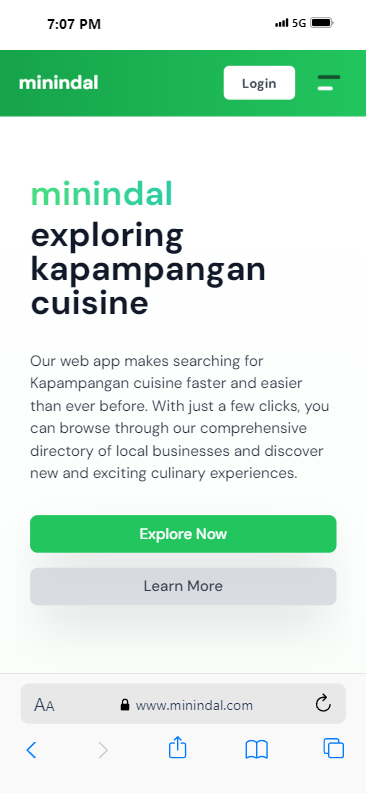 7:07 PM 5G
minindal Login
minindal
exploring
kapampangan
cuisine
Our web app makes searching for
Kapampangan cuisine faster and easier
than ever before. With just a few clicks, you
can browse through our comprehensive
directory of local businesses and discover
new and exciting culinary experiences.
Explore Now
Learn More
AA www.minindal.com